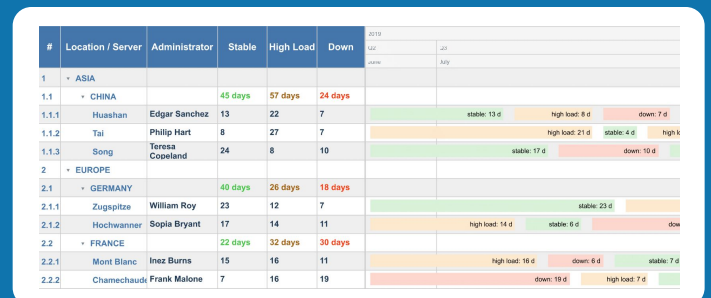 2019
# Location / Server Administrator Stable High Load Down
Q2 Q3
June July
1 ASIA
1.1 CHINA 45 days 57 days 24 days
1.1.1 Huashan Edgar Sanchez 13 22 7 stable: 13 d high load: 8 d down: 7 d
1.1.2 Tai Philip Hart 8 27 7 high load: 21 d stable: 4 d high
1.1.3 Song Teresa Copeland 24 8 10 stable: 17 d down: 10 d
2 EUROPE
2.1 GERMANY 40 days 26 days 18 days
2.1.1 Zugspitze William Roy 23 12 7 stable: 23 d
2.1.2 Hochwanner Sopia Bryant 17 14 11 high load: 14 d stable: 6 d dow
2.2 FRANCE 22 days 32 days 30 days
2.2.1 Mont Blanc Inez Burns 15 16 11 high load: 16 d down: 6 d stable: 7 d
2.2.2 Chamechaude Frank Malone 7 16 19 down: 19 d high load: 7 d